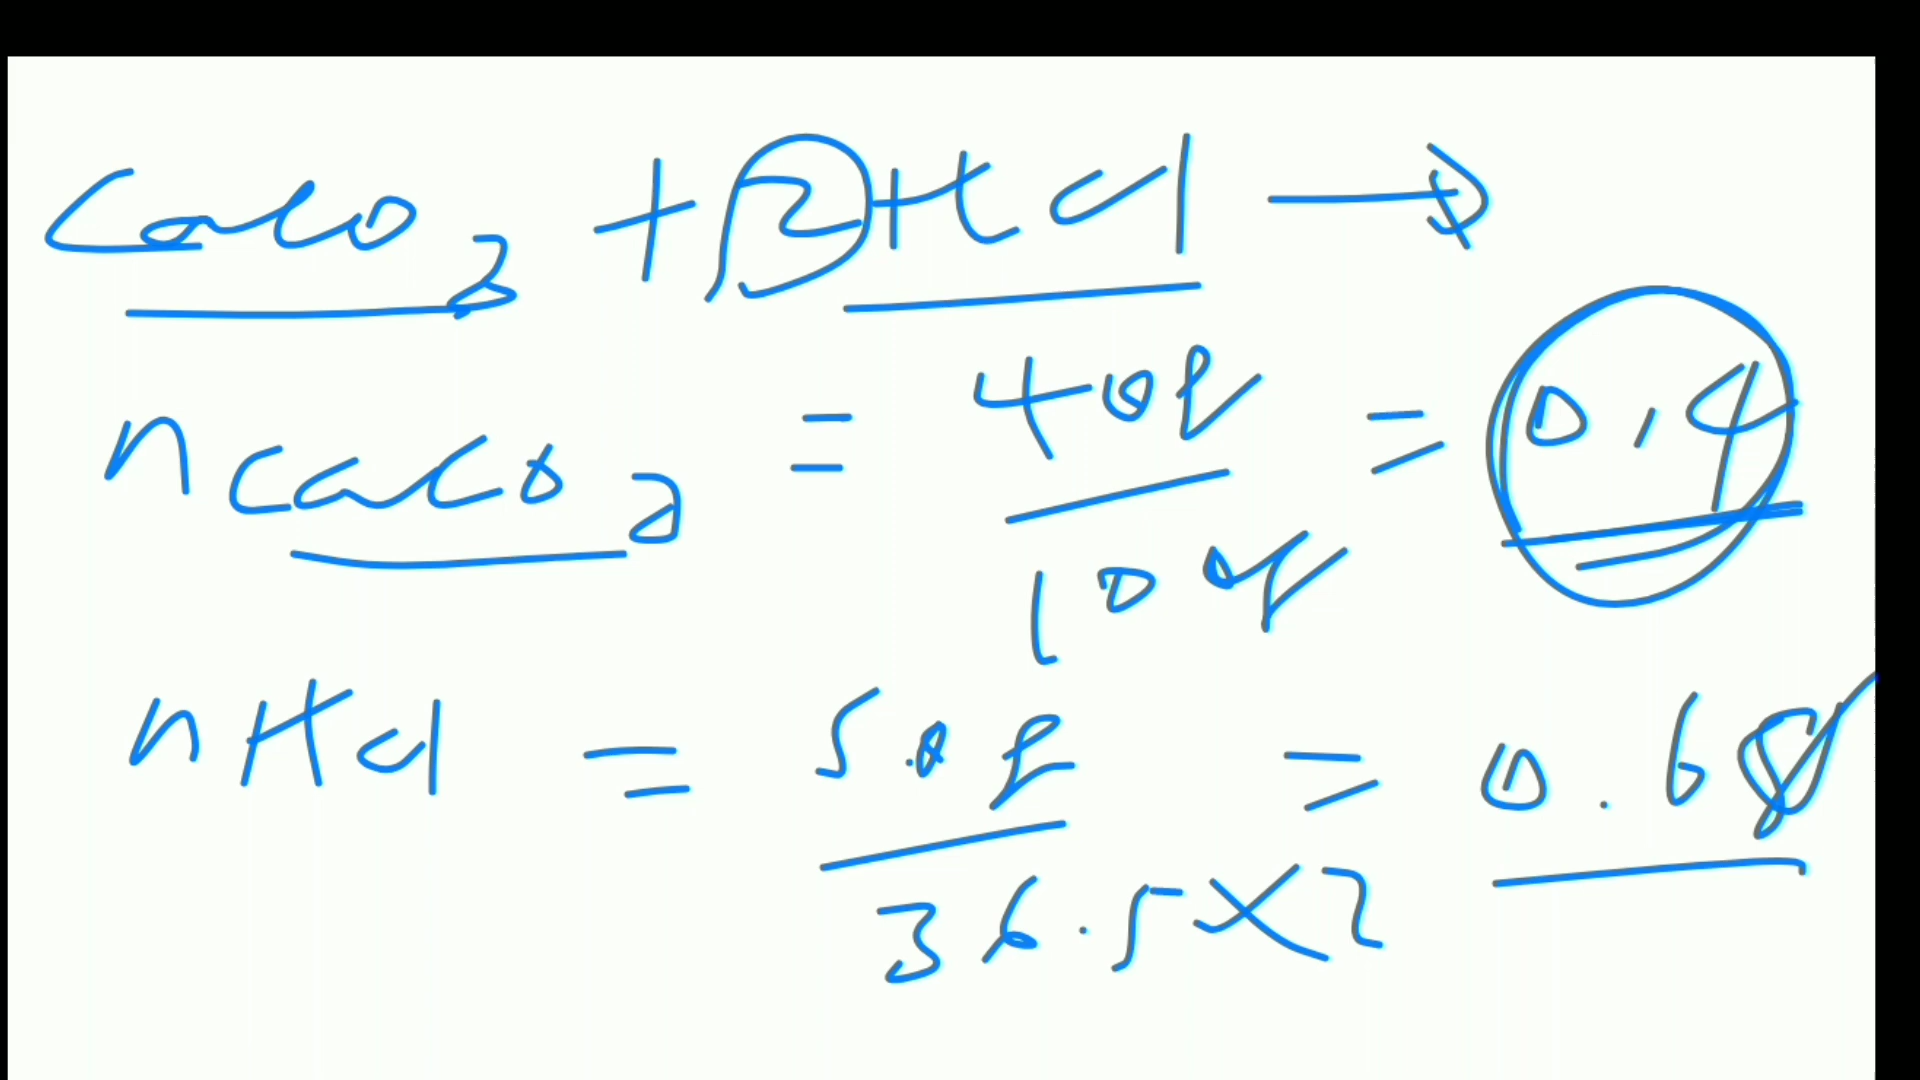 CaCO3 + 2HCl →
nCaCO3 = 40g / 100g = 0.4
nHCl = 50g / 36.5×2 = 0.68